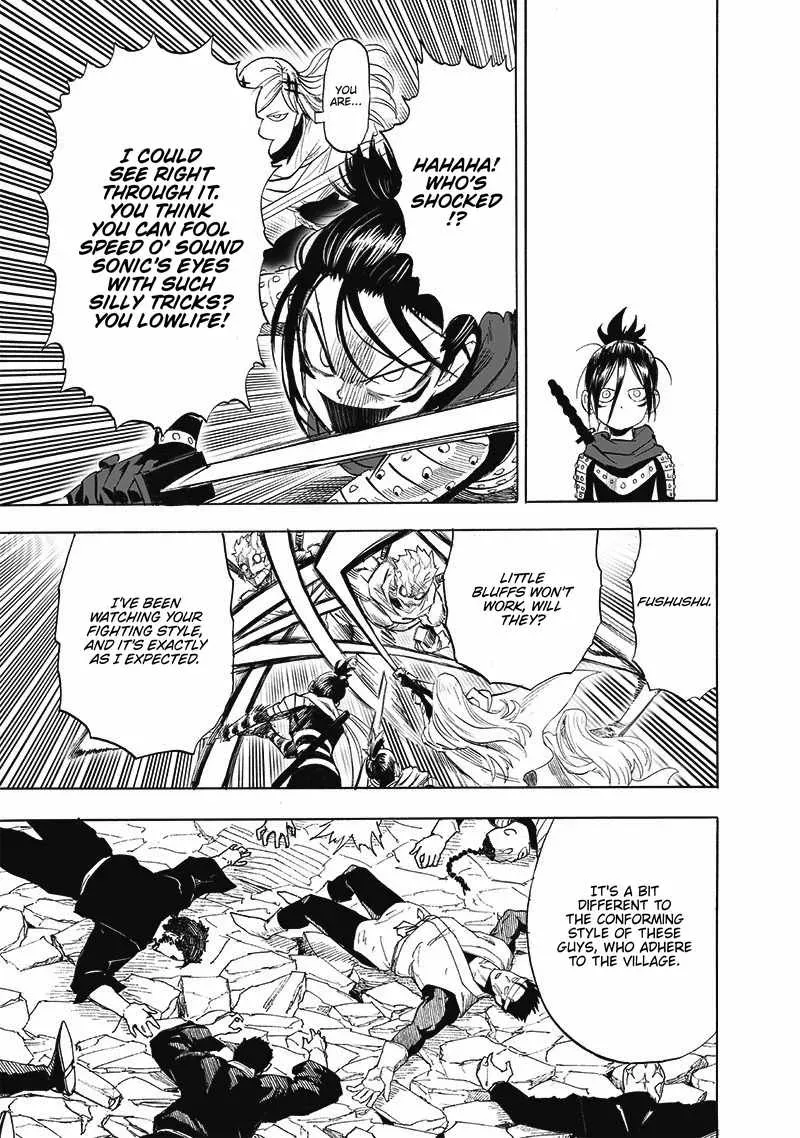 YOU
ARE...
HAHAHA!
WHO'S
SHOCKED
!?
I COULD
SEE RIGHT
THROUGH IT.
YOU THINK
YOU CAN FOOL
SPEED O' SOUND
SONIC'S EYES
WITH SUCH
SILLY TRICKS?
YOU LOWLIFE!
FUSHUSHU.
LITTLE
BLUFFS WON'T
WORK, WILL
THEY?
I'VE BEEN
WATCHING YOUR
FIGHTING STYLE,
AND IT'S EXACTLY
AS I EXPECTED.
IT'S A BIT
DIFFERENT TO
THE CONFORMING
STYLE OF THESE
GUYS, WHO ADHERE
TO THE VILLAGE.